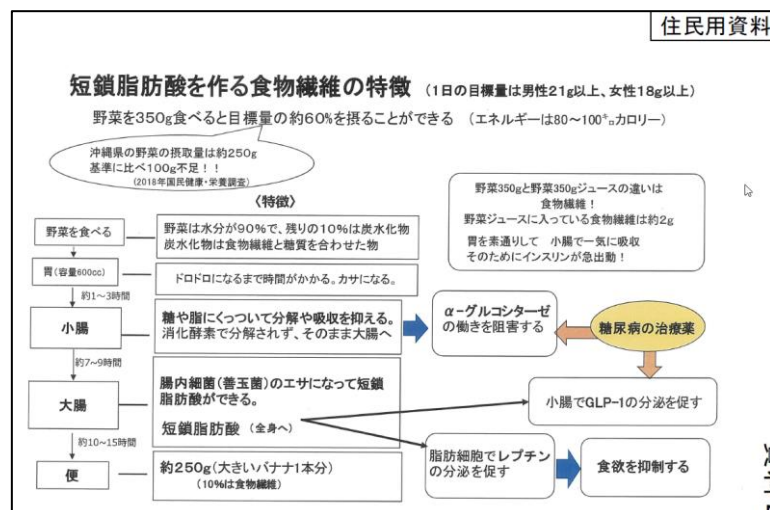 住民用資料
短鎖脂肪酸を作る食物繊維の特徴 (1日の目標量は男性21g以上、女性18g以上)
野菜を350g食べると目標量の約60%を摂ることができる (エネルギーは80~100㌔カロリー)
沖縄県の野菜の摂取量は約250g
基準に比べ100g不足!!
(2018年国民健康・栄養調査)
野菜350gと野菜350gジュースの違いは
食物繊維!
野菜ジュースに入っている食物繊維は約2g
胃を素通りして 小腸で一気に吸収
そのためにインスリンが急出動!
〈特徴〉
野菜を食べる
野菜は水分が90%で、残りの10%は炭水化物
炭水化物は食物繊維と糖質を合わせた物
胃(容量600cc)
ドロドロになるまで時間がかかる。カサになる。
約1~3時間
小腸
糖や脂にくっついて分解や吸収を抑える。
消化酵素で分解されず、そのまま大腸へ
α-グルコシターゼ
の働きを阻害する
糖尿病の治療薬
約7~9時間
大腸
腸内細菌(善玉菌)のエサになって短鎖
脂肪酸ができる。
短鎖脂肪酸 (全身へ)
小腸でGLP-1の分泌を促す
約10~15時間
脂肪細胞でレプチン
の分泌を促す
食欲を抑制する
便
約250g(大きいバナナ1本分)
(10%は食物繊維)